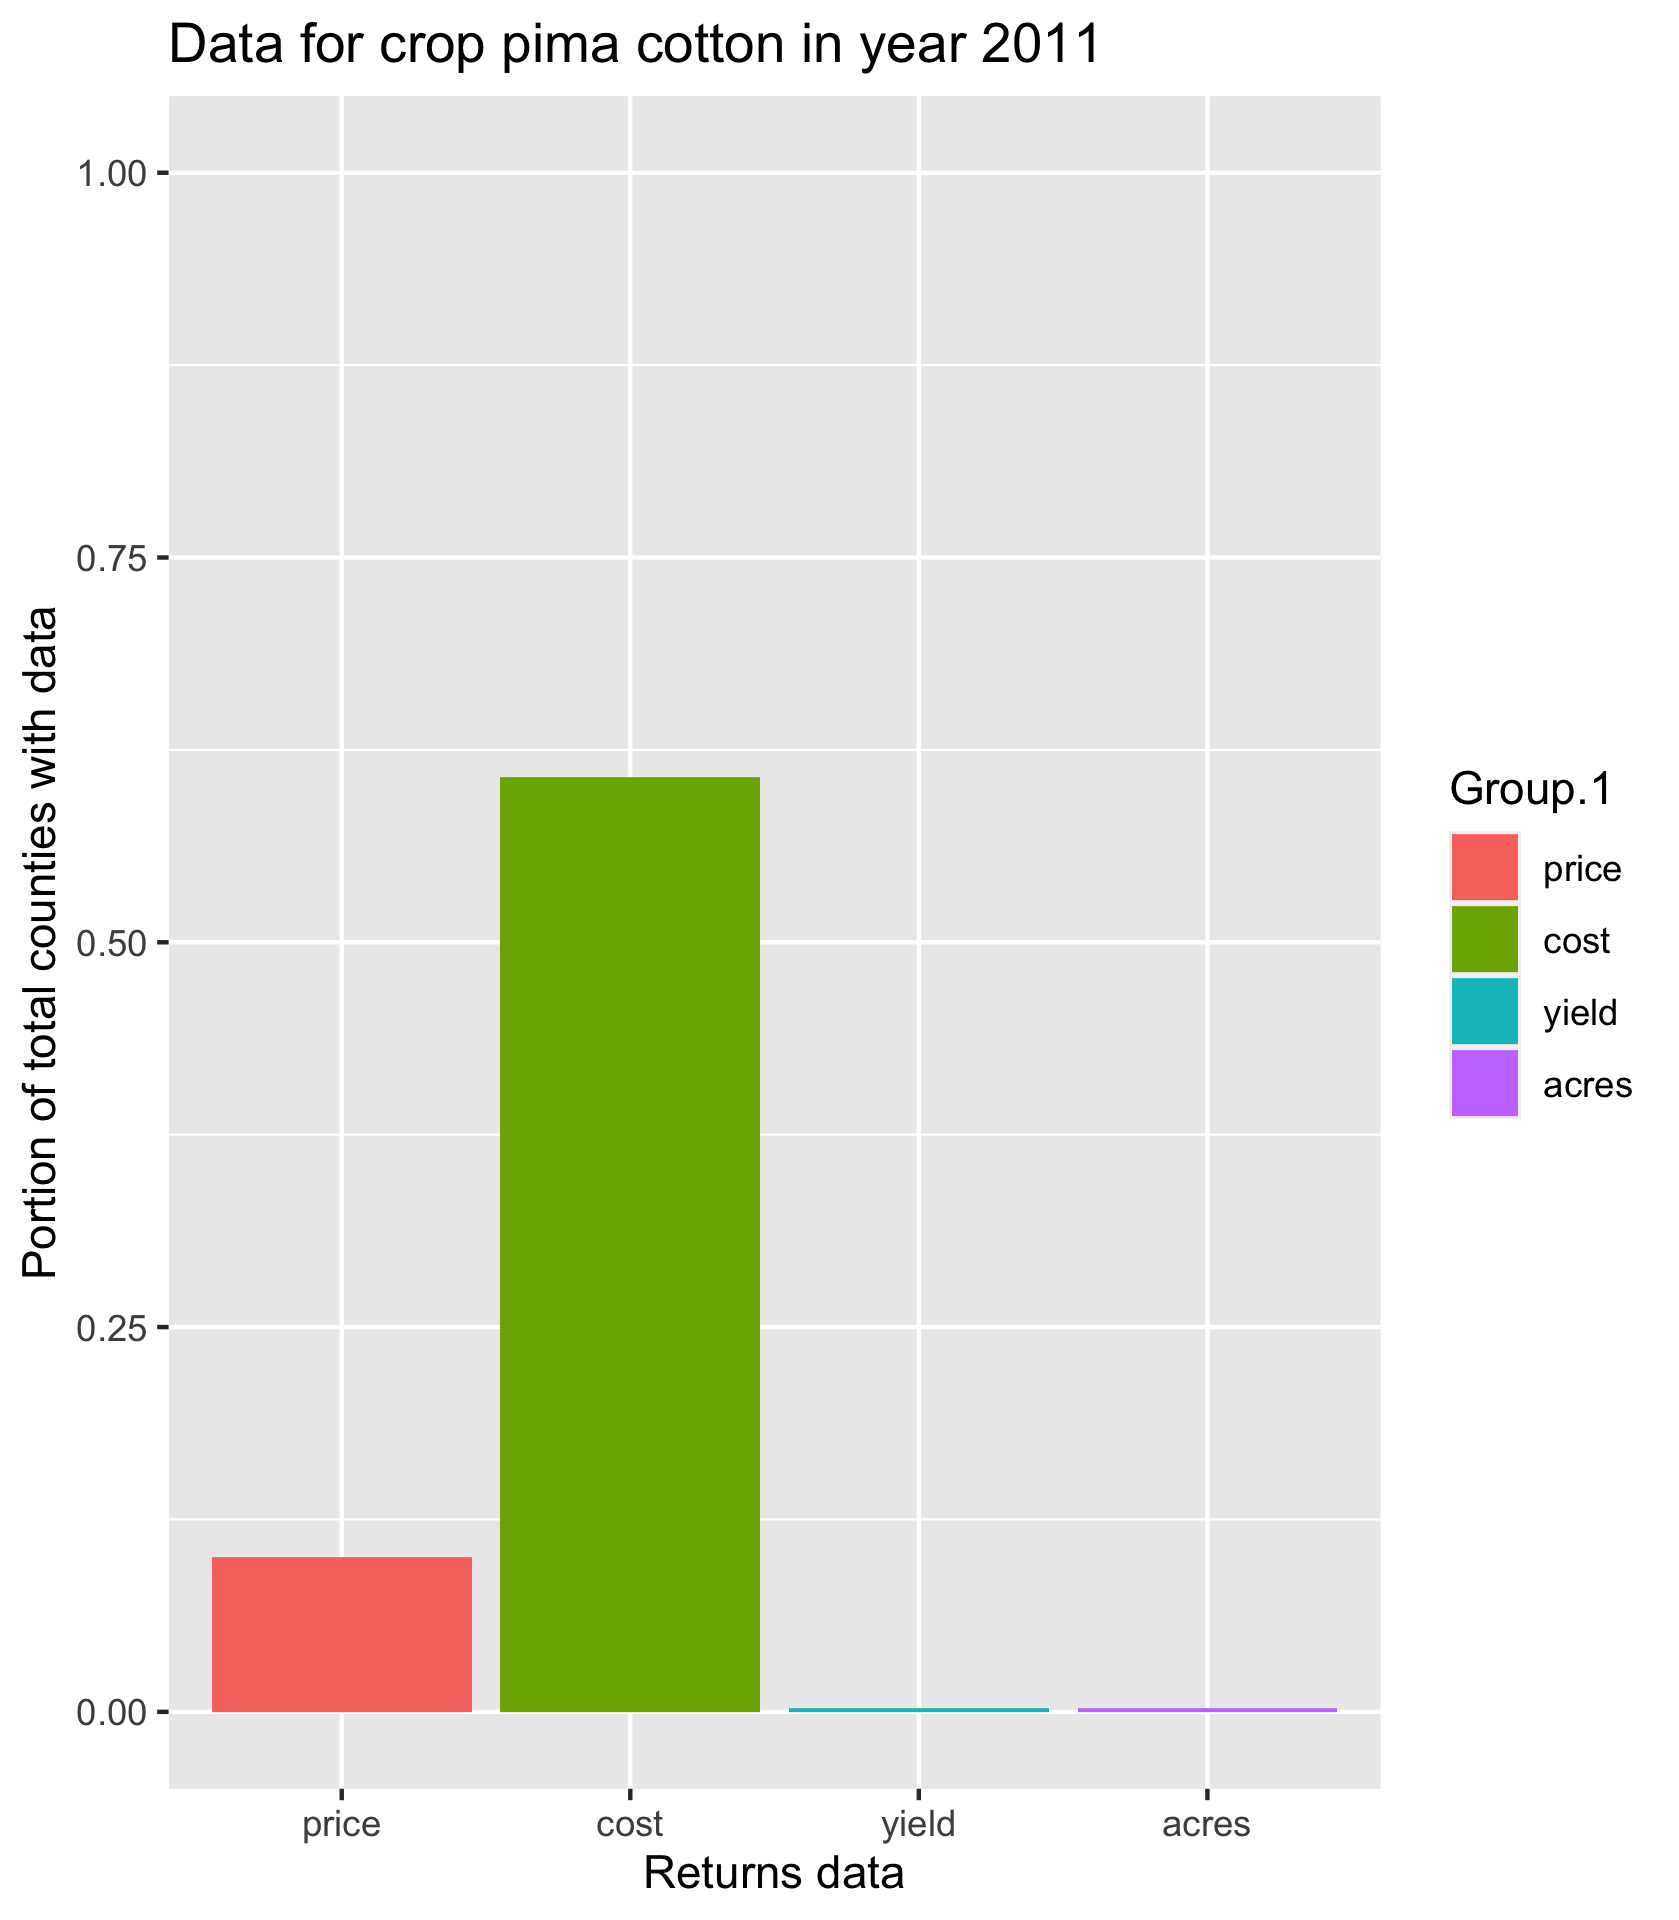 Data for crop pima cotton in year 2011
1.00
0.75
0.50
0.25
0.00
Portion of total counties with data
price
cost
yield
acres
Returns data
Group.1
price
cost
yield
acres